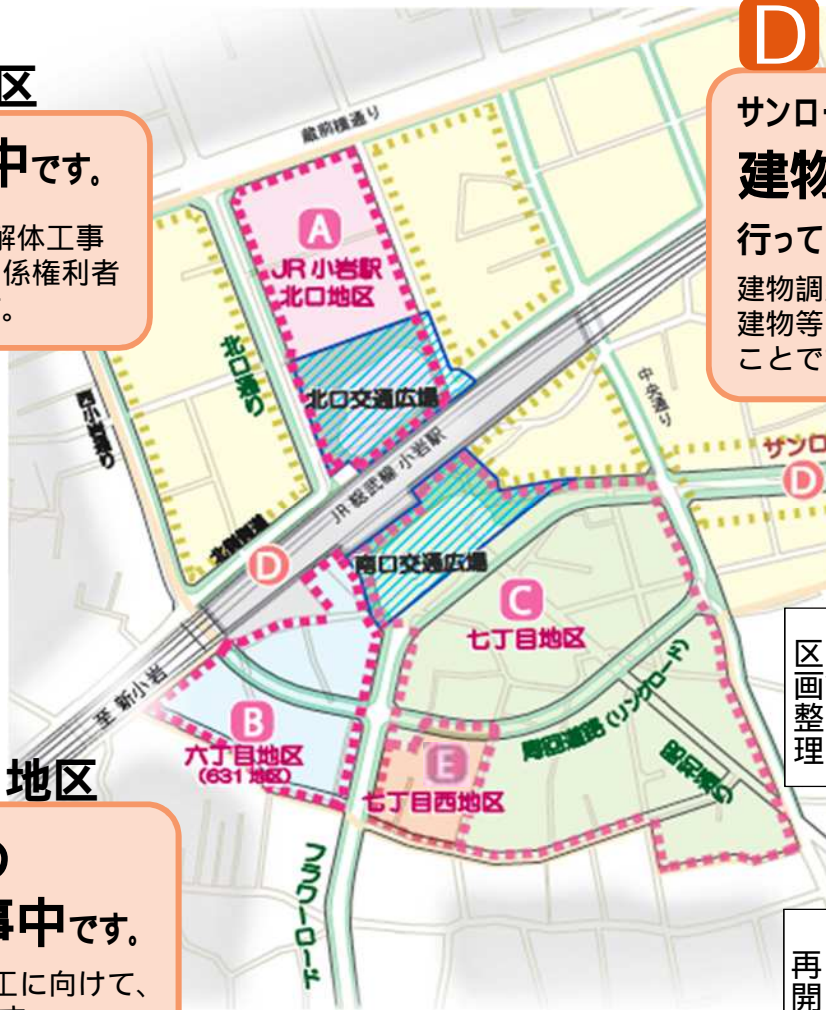 区
中です。
解体工事
係権利者
。
D
サンロ
建物
行って
建物調
建物等
ことで
蔵前橋通り
A
JR 小岩駅
北口地区
北口通り
北口交通広場
西小岩通り
中央通り
JR 総武線 小岩駅
サンロ
D
北側側道
D
南口交通広場
C
七丁目地区
至 新小岩
B
六丁目地区
(631 地区)
周回道路 (リングロード)
昭和通り
E
七丁目西地区
フラワーロード
区画整理
地区
の
事中です。
工に向けて、
再開